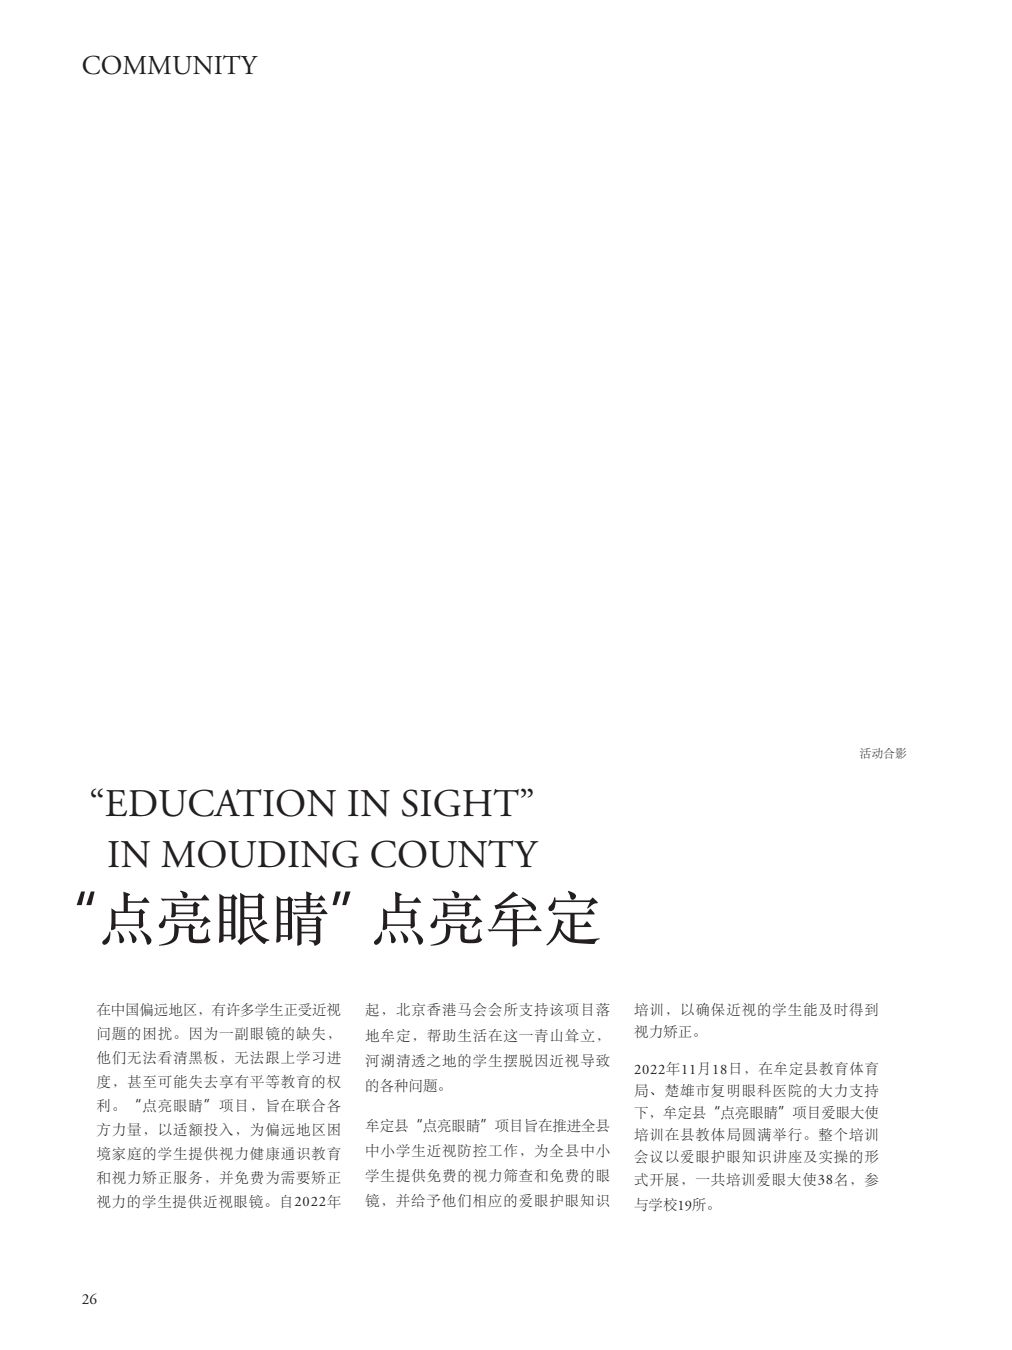 COMMUNITY
活动合影
“EDUCATION IN SIGHT”
IN MOUDING COUNTY
“点亮眼睛”点亮牟定
在中国偏远地区，有许多学生正受近视
问题的困扰。因为一副眼镜的缺失，
他们无法看清黑板，无法跟上学习进
度，甚至可能失去享有平等教育的权
利。“点亮眼睛”项目，旨在联合各
方力量，以适额投入，为偏远地区困
境家庭的学生提供视力健康通识教育
和视力矫正服务，并免费为需要矫正
视力的学生提供近视眼镜。自2022年
起，北京香港马会会所支持该项目落
地牟定，帮助生活在这一青山耸立，
河湖清透之地的学生摆脱因近视导致
的各种问题。
牟定县“点亮眼睛”项目旨在推进全县
中小学生近视防控工作，为全县中小
学生提供免费的视力筛查和免费的眼
镜，并给予他们相应的爱眼护眼知识
培训，以确保近视的学生能及时得到
视力矫正。
2022年11月18日，在牟定县教育体育
局、楚雄市复明眼科医院的大力支持
下，牟定县“点亮眼睛”项目爱眼大使
培训在县教体局圆满举行。整个培训
会议以爱眼护眼知识讲座及实操的形
式开展，一共培训爱眼大使38名，参
与学校19所。
26